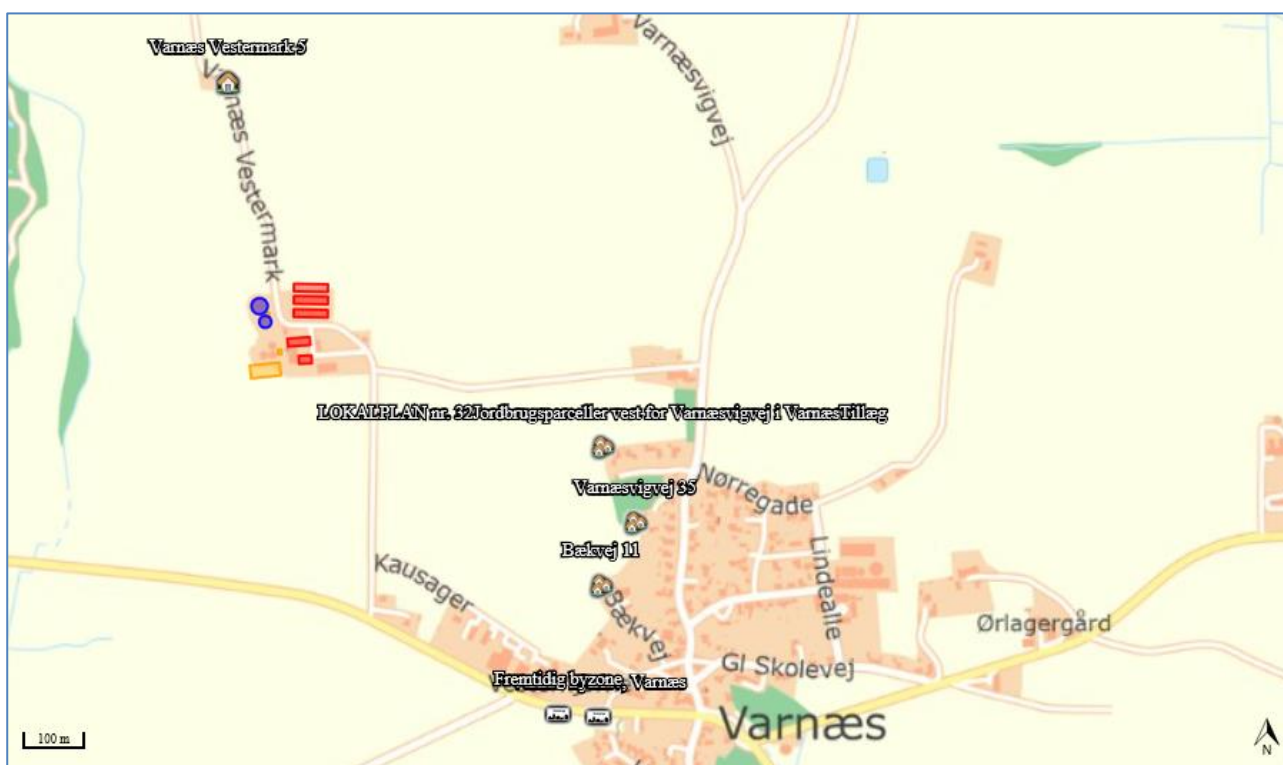 Varnæs Vestermark 5
Varnæs Vestermark
Varnæsvigvej
LOKALPLAN nr. 32Jordbrugsparceller vest for Varnæsvigvej i VarnæsTillæg
Varnæsvigvej 35
Nørregade
Bækvej 11
Lindealle
Kausager
Bækvej
Ørlagergård
Gl Skolevej
Fremtidig byzone, Varnæs
Varnæs
100 m
N